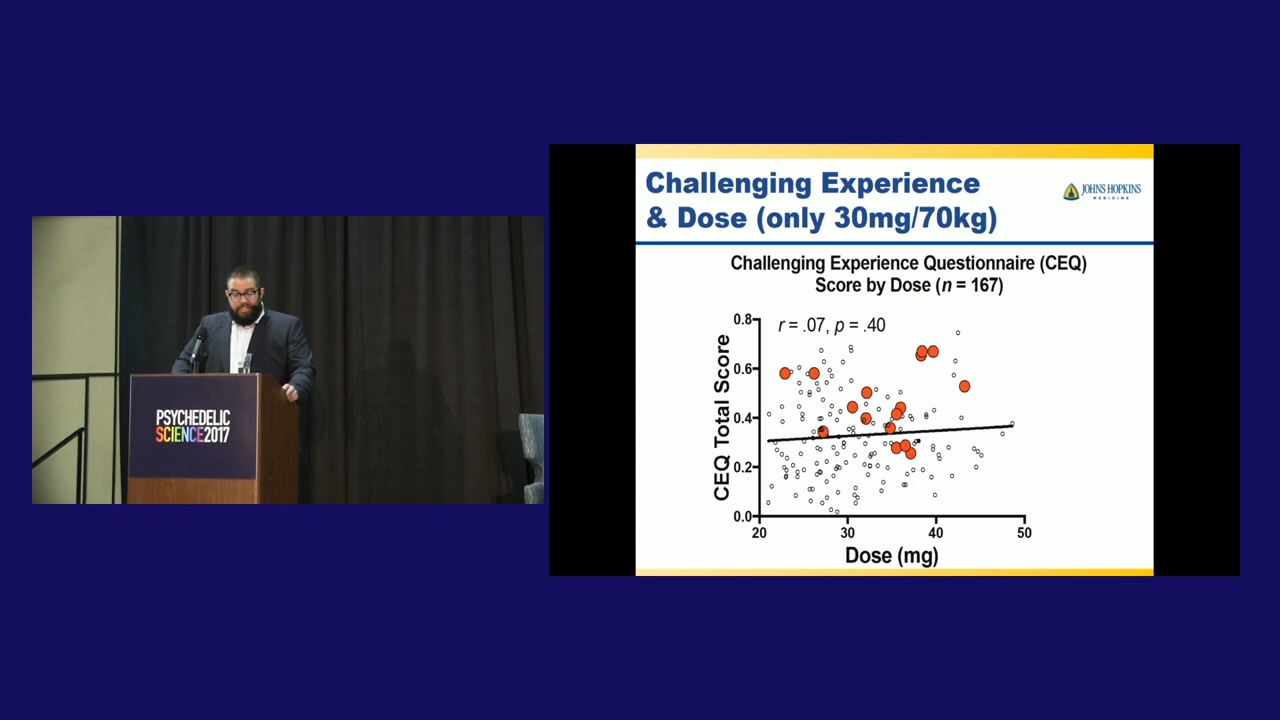 PSYCHEDELIC
SCIENCE2017
Challenging Experience
& Dose (only 30mg/70kg)
JOHNS HOPKINS
MEDICINE
Challenging Experience Questionnaire (CEQ)
Score by Dose (n = 167)
r = .07, p = .40
CEQ Total Score
0.8
0.6
0.4
0.2
0.0
20
30
40
50
Dose (mg)